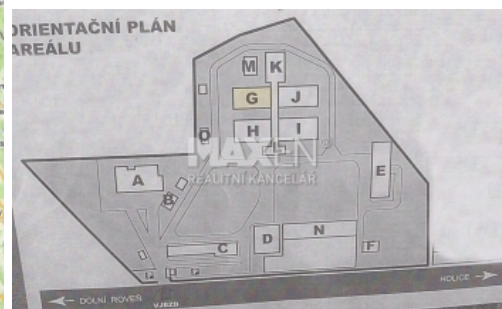 ORIENTAČNÍ PLÁN
AREÁLU
M
K
G
J
O
H
I
L
MAXEN
REALITNÍ KANCELÁŘ
A
B
E
C
D
N
F
P
DOLNÍ ROVEŇ
VJEZD
HOLICE